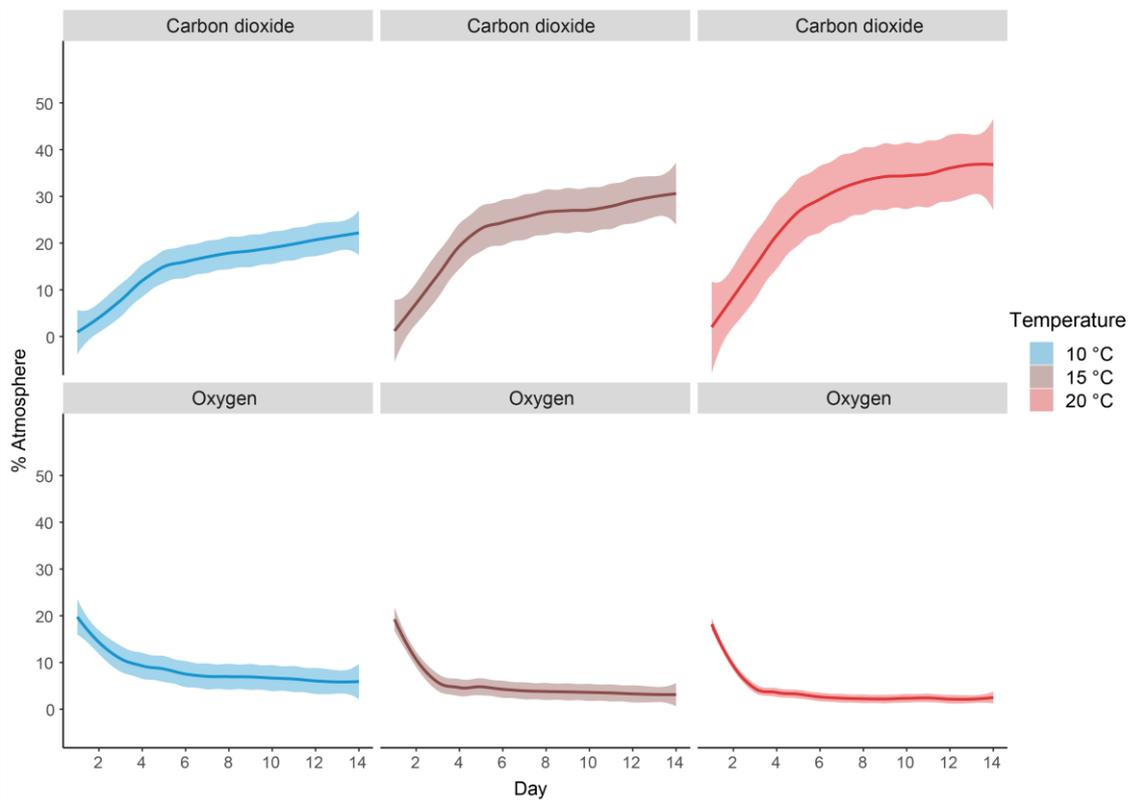 Carbon dioxide Carbon dioxide Carbon dioxide
50
40
30
20
10
0
Oxygen Oxygen Oxygen
50
40
30
20
10
0
2 4 6 8 10 12 14 2 4 6 8 10 12 14 2 4 6 8 10 12 14
Day
% Atmosphere
Temperature
10 °C
15 °C
20 °C